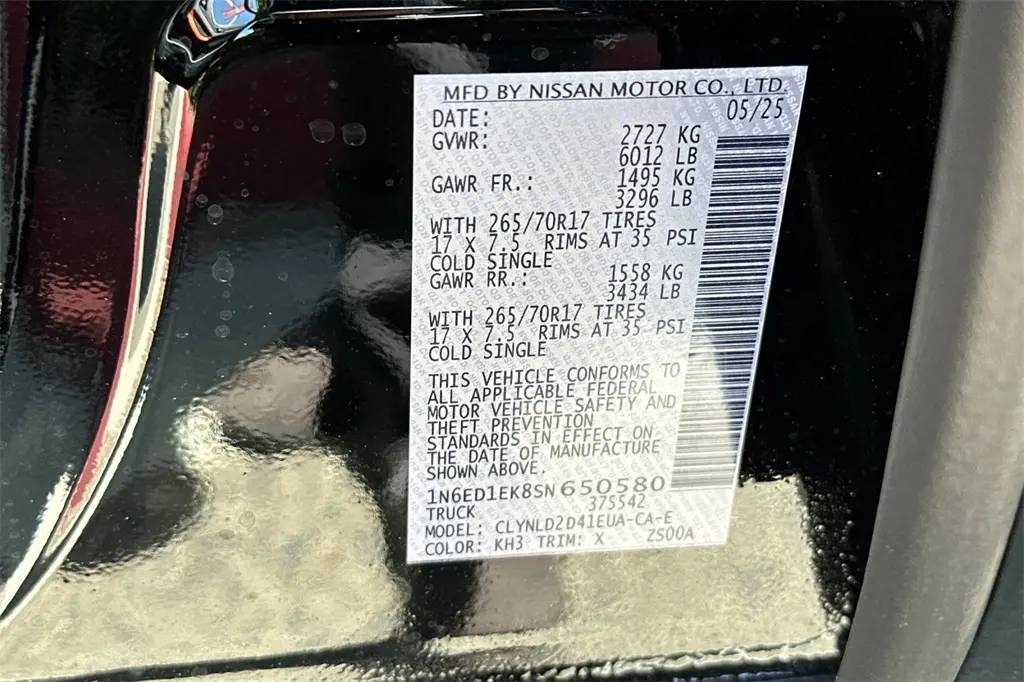 MFD BY NISSAN MOTOR CO., LTD.
DATE: 05/25
GVWR: 2727 KG
6012 LB
GAWR FR.: 1495 KG
3296 LB
WITH 265/70R17 TIRES
17 X 7.5 RIMS AT 35 PSI
COLD SINGLE
GAWR RR.: 1558 KG
3434 LB
WITH 265/70R17 TIRES
17 X 7.5 RIMS AT 35 PSI
COLD SINGLE
THIS VEHICLE CONFORMS TO
ALL APPLICABLE FEDERAL
MOTOR VEHICLE SAFETY AND
THEFT PREVENTION
STANDARDS IN EFFECT ON
THE DATE OF MANUFACTURE
SHOWN ABOVE.
1N6ED1EK8SN650580
TRUCK 375542
MODEL: CLYNLD2D41EUA-CA-E
COLOR: KH3 TRIM: X ZS00A